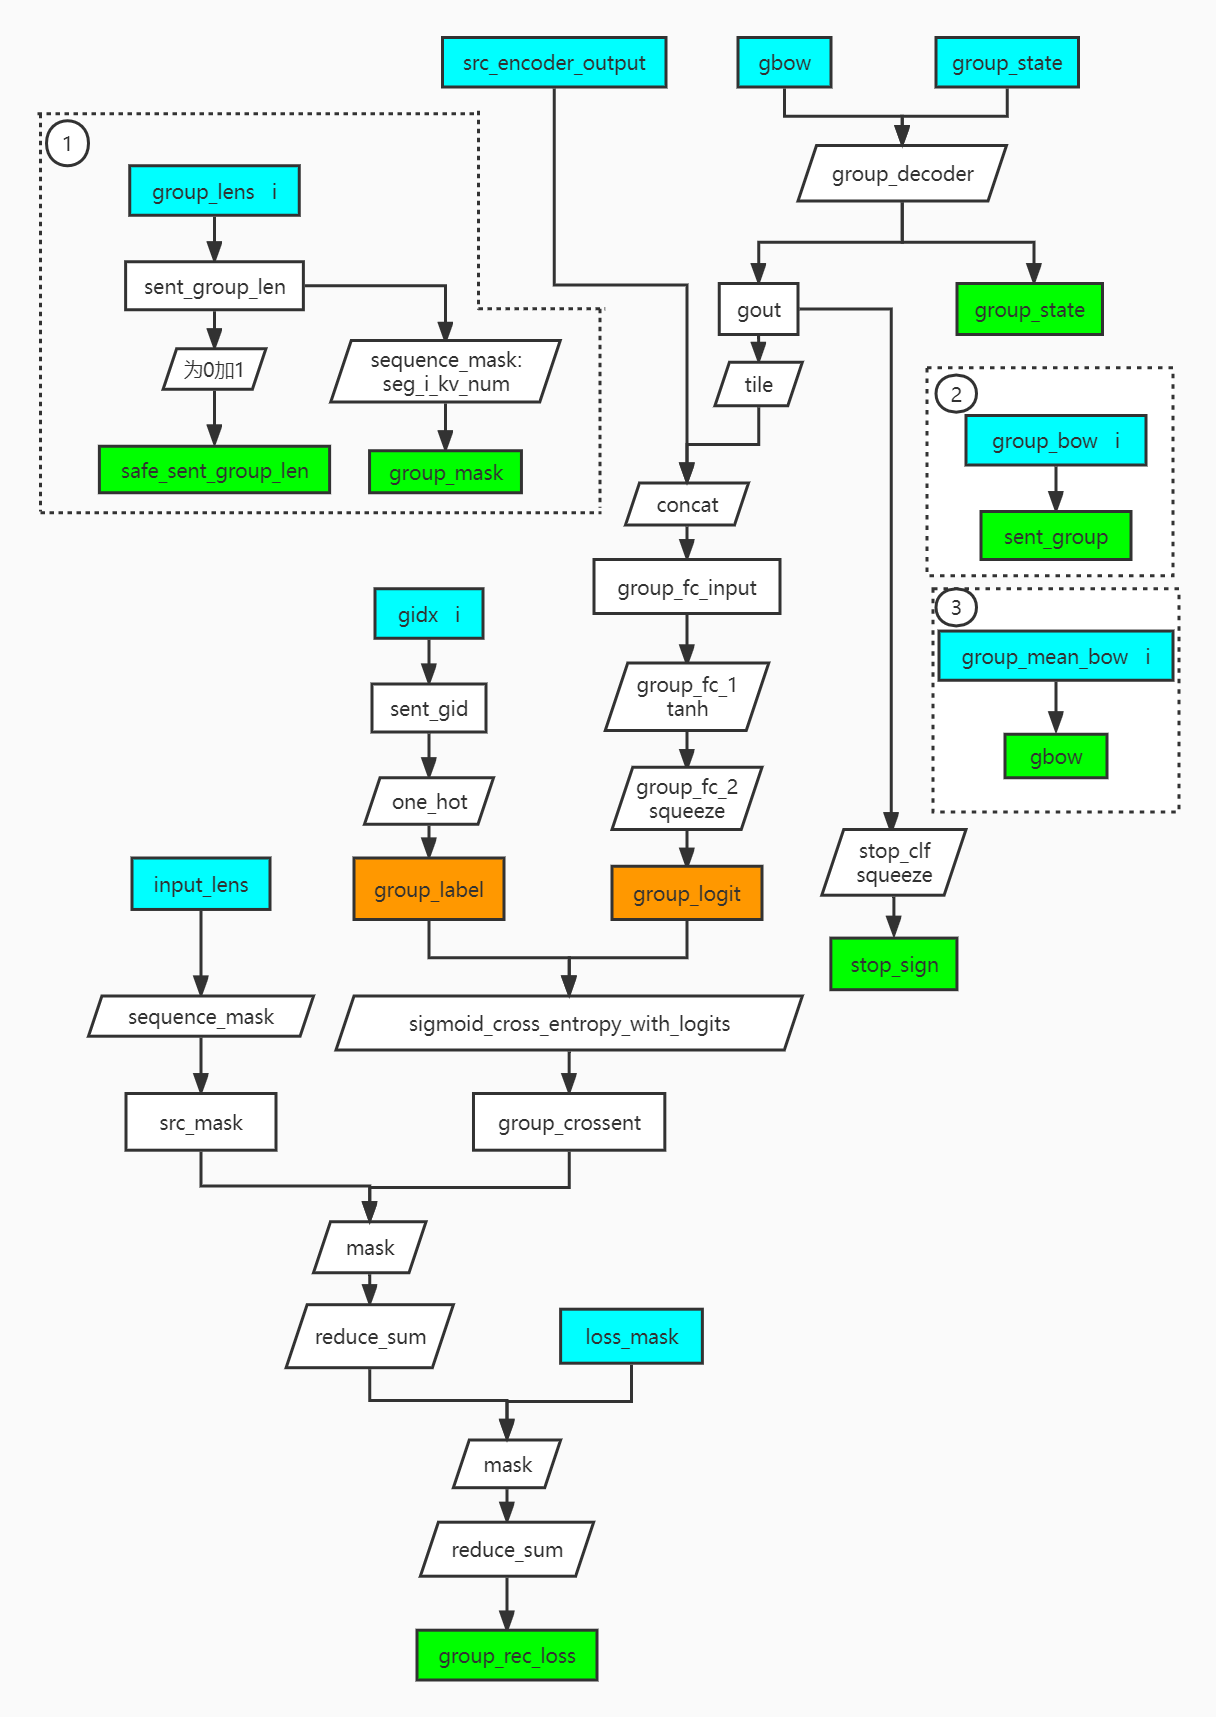 src_encoder_output
gbow
group_state
1
group_lens i
group_decoder
sent_group_len
gout
group_state
为0加1
sequence_mask:
seg_i_kv_num
tile
2
group_bow i
safe_sent_group_len
group_mask
concat
sent_group
group_fc_input
3
gidx i
group_mean_bow i
sent_gid
group_fc_1
tanh
gbow
one_hot
group_fc_2
squeeze
stop_clf
squeeze
input_lens
group_label
group_logit
stop_sign
sequence_mask
sigmoid_cross_entropy_with_logits
src_mask
group_crossent
mask
reduce_sum
loss_mask
mask
reduce_sum
group_rec_loss